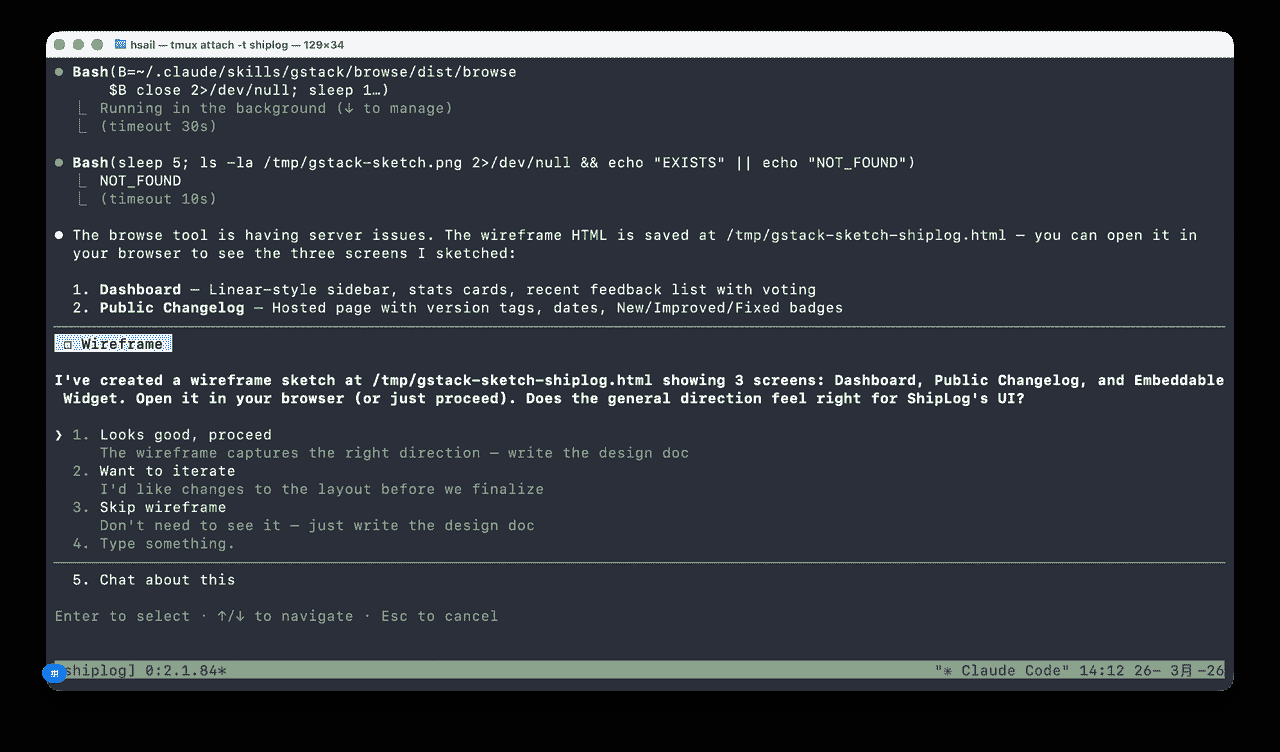 hsail — tmux attach -t shiplog — 129×34
● Bash(B=~/.claude/skills/gstack/browse/dist/browse
$B close 2>/dev/null; sleep 1…)
⎿ Running in the background (↓ to manage)
⎿ (timeout 30s)
● Bash(sleep 5; ls -la /tmp/gstack-sketch.png 2>/dev/null && echo "EXISTS" || echo "NOT_FOUND")
⎿ NOT_FOUND
⎿ (timeout 10s)
● The browse tool is having server issues. The wireframe HTML is saved at /tmp/gstack-sketch-shiplog.html — you can open it in
your browser to see the three screens I sketched:
1. Dashboard — Linear-style sidebar, stats cards, recent feedback list with voting
2. Public Changelog — Hosted page with version tags, dates, New/Improved/Fixed badges
☐ Wireframe
I've created a wireframe sketch at /tmp/gstack-sketch-shiplog.html showing 3 screens: Dashboard, Public Changelog, and Embeddable
Widget. Open it in your browser (or just proceed). Does the general direction feel right for ShipLog's UI?
❯ 1. Looks good, proceed
The wireframe captures the right direction — write the design doc
2. Want to iterate
I'd like changes to the layout before we finalize
3. Skip wireframe
Don't need to see it — just write the design doc
4. Type something.
5. Chat about this
Enter to select · ↑/↓ to navigate · Esc to cancel
shiplog] 0:2.1.84* "✳ Claude Code" 14:12 26- 3月-26